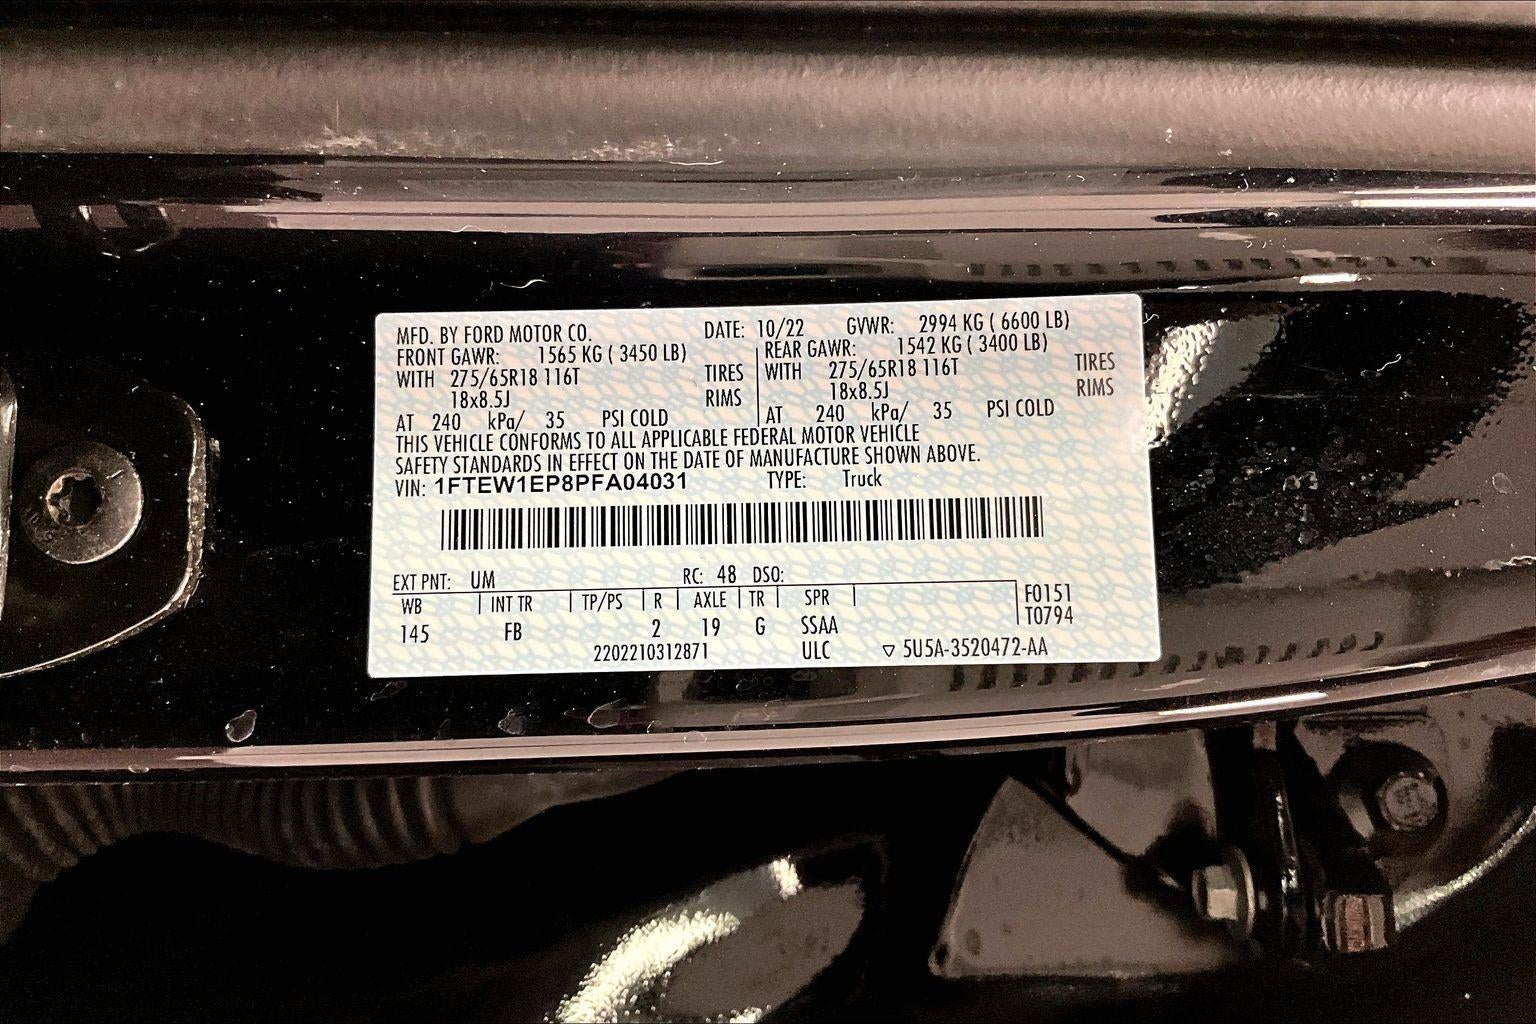 MFD. BY FORD MOTOR CO. DATE: 10/22 GVWR: 2994 KG ( 6600 LB)
FRONT GAWR: 1565 KG ( 3450 LB) REAR GAWR: 1542 KG ( 3400 LB)
WITH 275/65R18 116T TIRES WITH 275/65R18 116T TIRES
18x8.5J RIMS 18x8.5J RIMS
AT 240 kPa/ 35 PSI COLD AT 240 kPa/ 35 PSI COLD
THIS VEHICLE CONFORMS TO ALL APPLICABLE FEDERAL MOTOR VEHICLE
SAFETY STANDARDS IN EFFECT ON THE DATE OF MANUFACTURE SHOWN ABOVE.
VIN: 1FTEW1EP8PFA04031 TYPE: Truck
EXT PNT: UM RC: 48 DSO:
WB INT TR TP/PS R AXLE TR SPR F0151
145 FB 2 19 G SSAA T0794
2202210312871 ULC ▽ 5U5A-3520472-AA